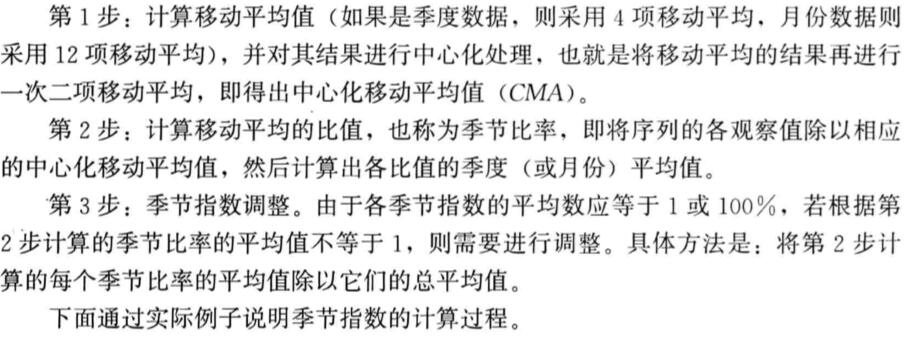 第 1 步：计算移动平均值（如果是季度数据，则采用 4 项移动平均，月份数据则
采用 12 项移动平均），并对其结果进行中心化处理，也就是将移动平均的结果再进行
一次二项移动平均，即得出中心化移动平均值（CMA）。
第 2 步：计算移动平均的比值，也称为季节比率，即将序列的各观察值除以相应
的中心化移动平均值，然后计算出各比值的季度（或月份）平均值。
第 3 步：季节指数调整。由于各季节指数的平均数应等于 1 或 100％，若根据第
2 步计算的季节比率的平均值不等于 1，则需要进行调整。具体方法是：将第 2 步计
算的每个季节比率的平均值除以它们的总平均值。
下面通过实际例子说明季节指数的计算过程。